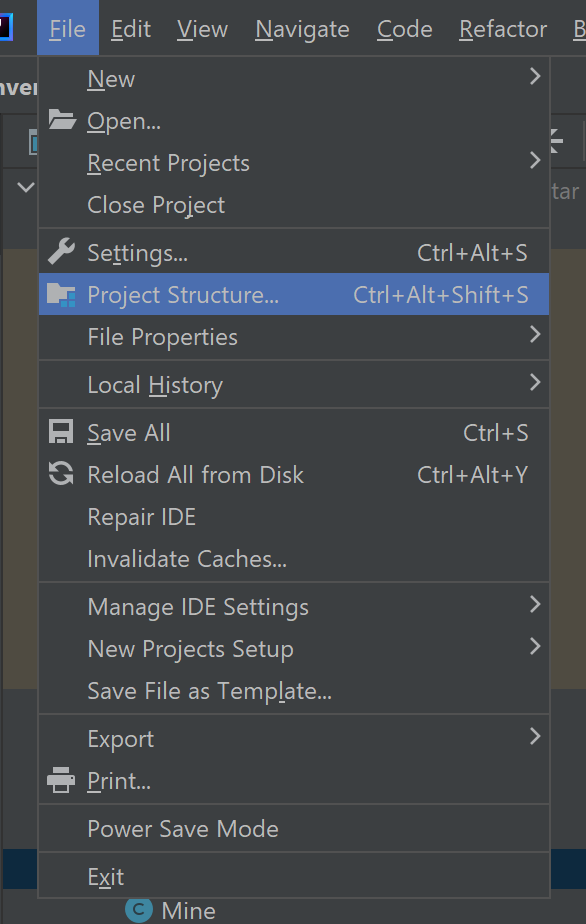 File Edit View Navigate Code Refactor B
nver
New
Open...
Recent Projects
Close Project
tar
Settings... Ctrl+Alt+S
Project Structure... Ctrl+Alt+Shift+S
File Properties
Local History
Save All Ctrl+S
Reload All from Disk Ctrl+Alt+Y
Repair IDE
Invalidate Caches...
Manage IDE Settings
New Projects Setup
Save File as Template...
Export
Print...
Power Save Mode
Exit
C Mine